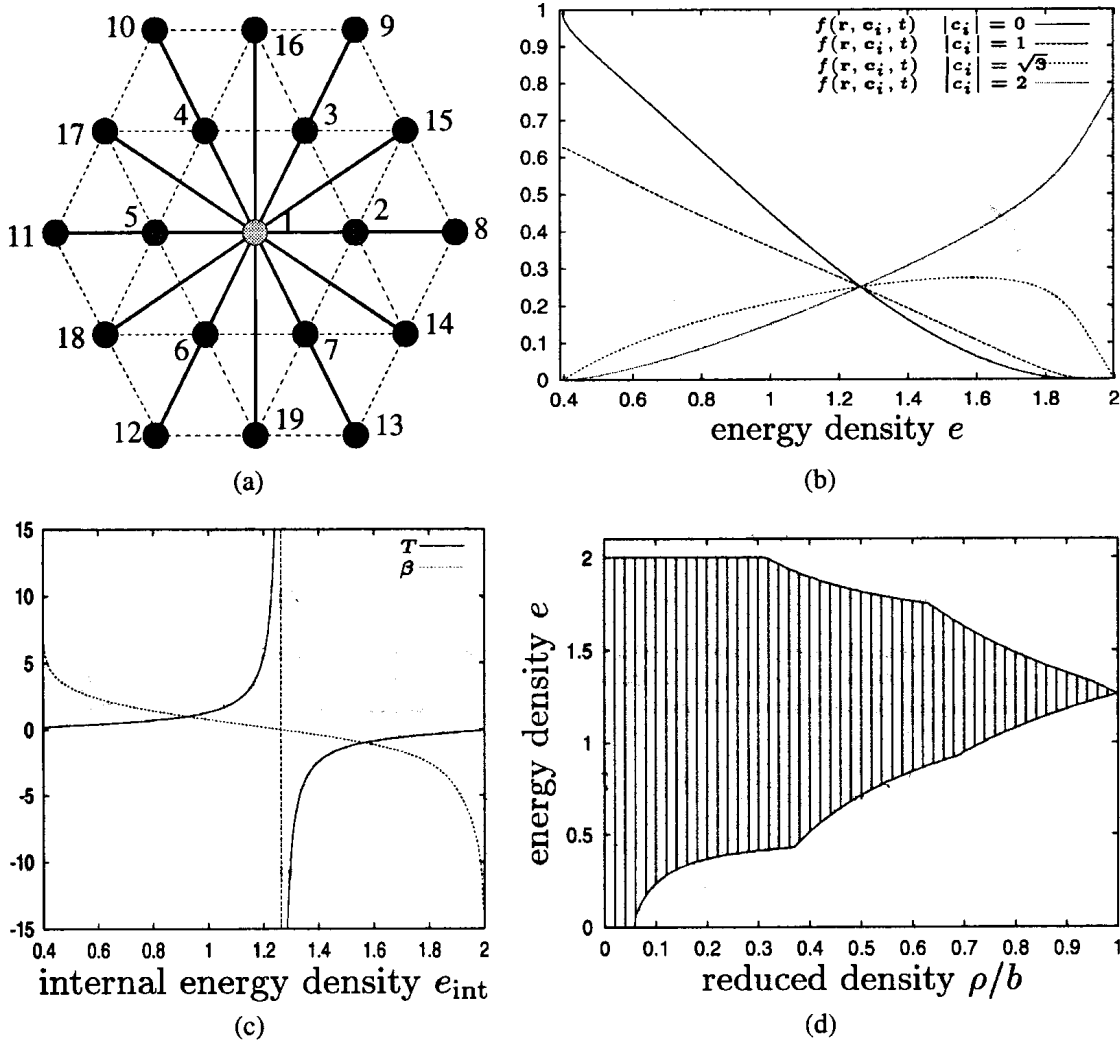 10
16
9
17
4
3
15
11
5
2
8
18
6
7
14
12
19
13
(a)
f(r, c_i, t) |c_i| = 0
f(r, c_i, t) |c_i| = 1
f(r, c_i, t) |c_i| = √3
f(r, c_i, t) |c_i| = 2
1
0.9
0.8
0.7
0.6
0.5
0.4
0.3
0.2
0.1
0
0.4 0.6 0.8 1 1.2 1.4 1.6 1.8 2
energy density e
(b)
T
β
15
10
5
0
-5
-10
-15
0.4 0.6 0.8 1 1.2 1.4 1.6 1.8 2
internal energy density e_int
(c)
energy density e
2
1.5
1
0.5
0
0 0.1 0.2 0.3 0.4 0.5 0.6 0.7 0.8 0.9 1
reduced density ρ/b
(d)